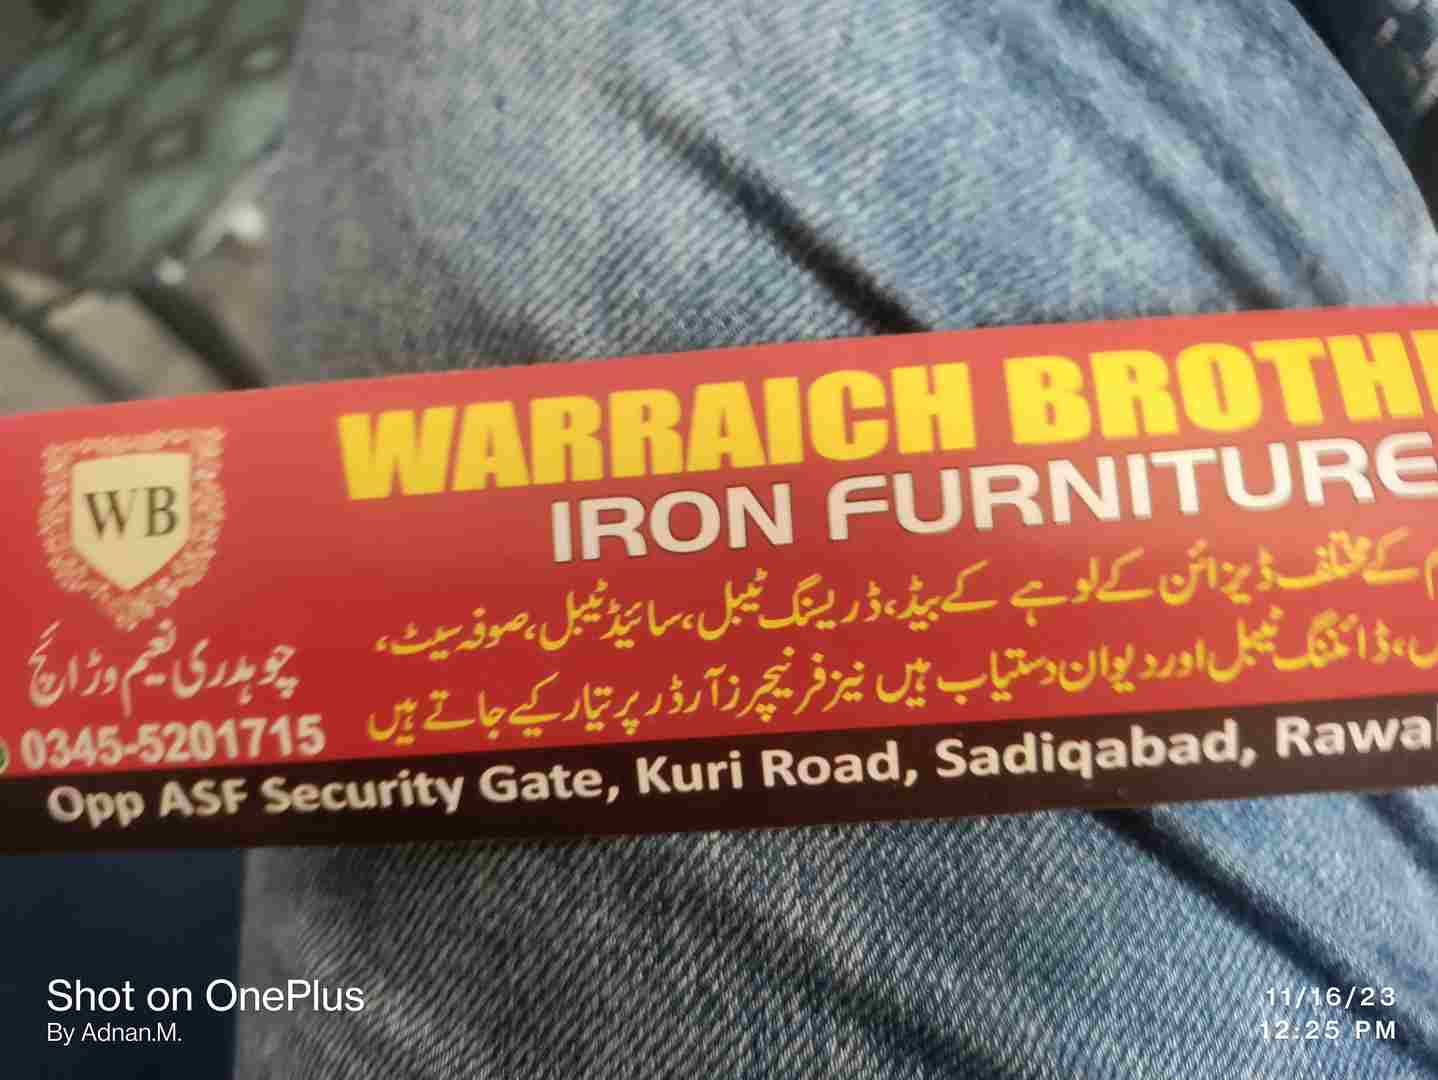 WARRAICH BROTHE
IRON FURNITURE
WB
کے مختلف ڈیزائن کے لوہے کے بیڈ، ڈریسنگ ٹیبل، سائیڈ ٹیبل، صوفہ سیٹ،
ڈائننگ ٹیبل اور دیوان دستیاب ہیں نیز فرنیچرز آرڈر پر تیار کیے جاتے ہیں
چوہدری نعیم وڑائچ
0345-5201715
Opp ASF Security Gate, Kuri Road, Sadiqabad, Rawal
Shot on OnePlus
By Adnan.M.
11/16/23
12:25 PM